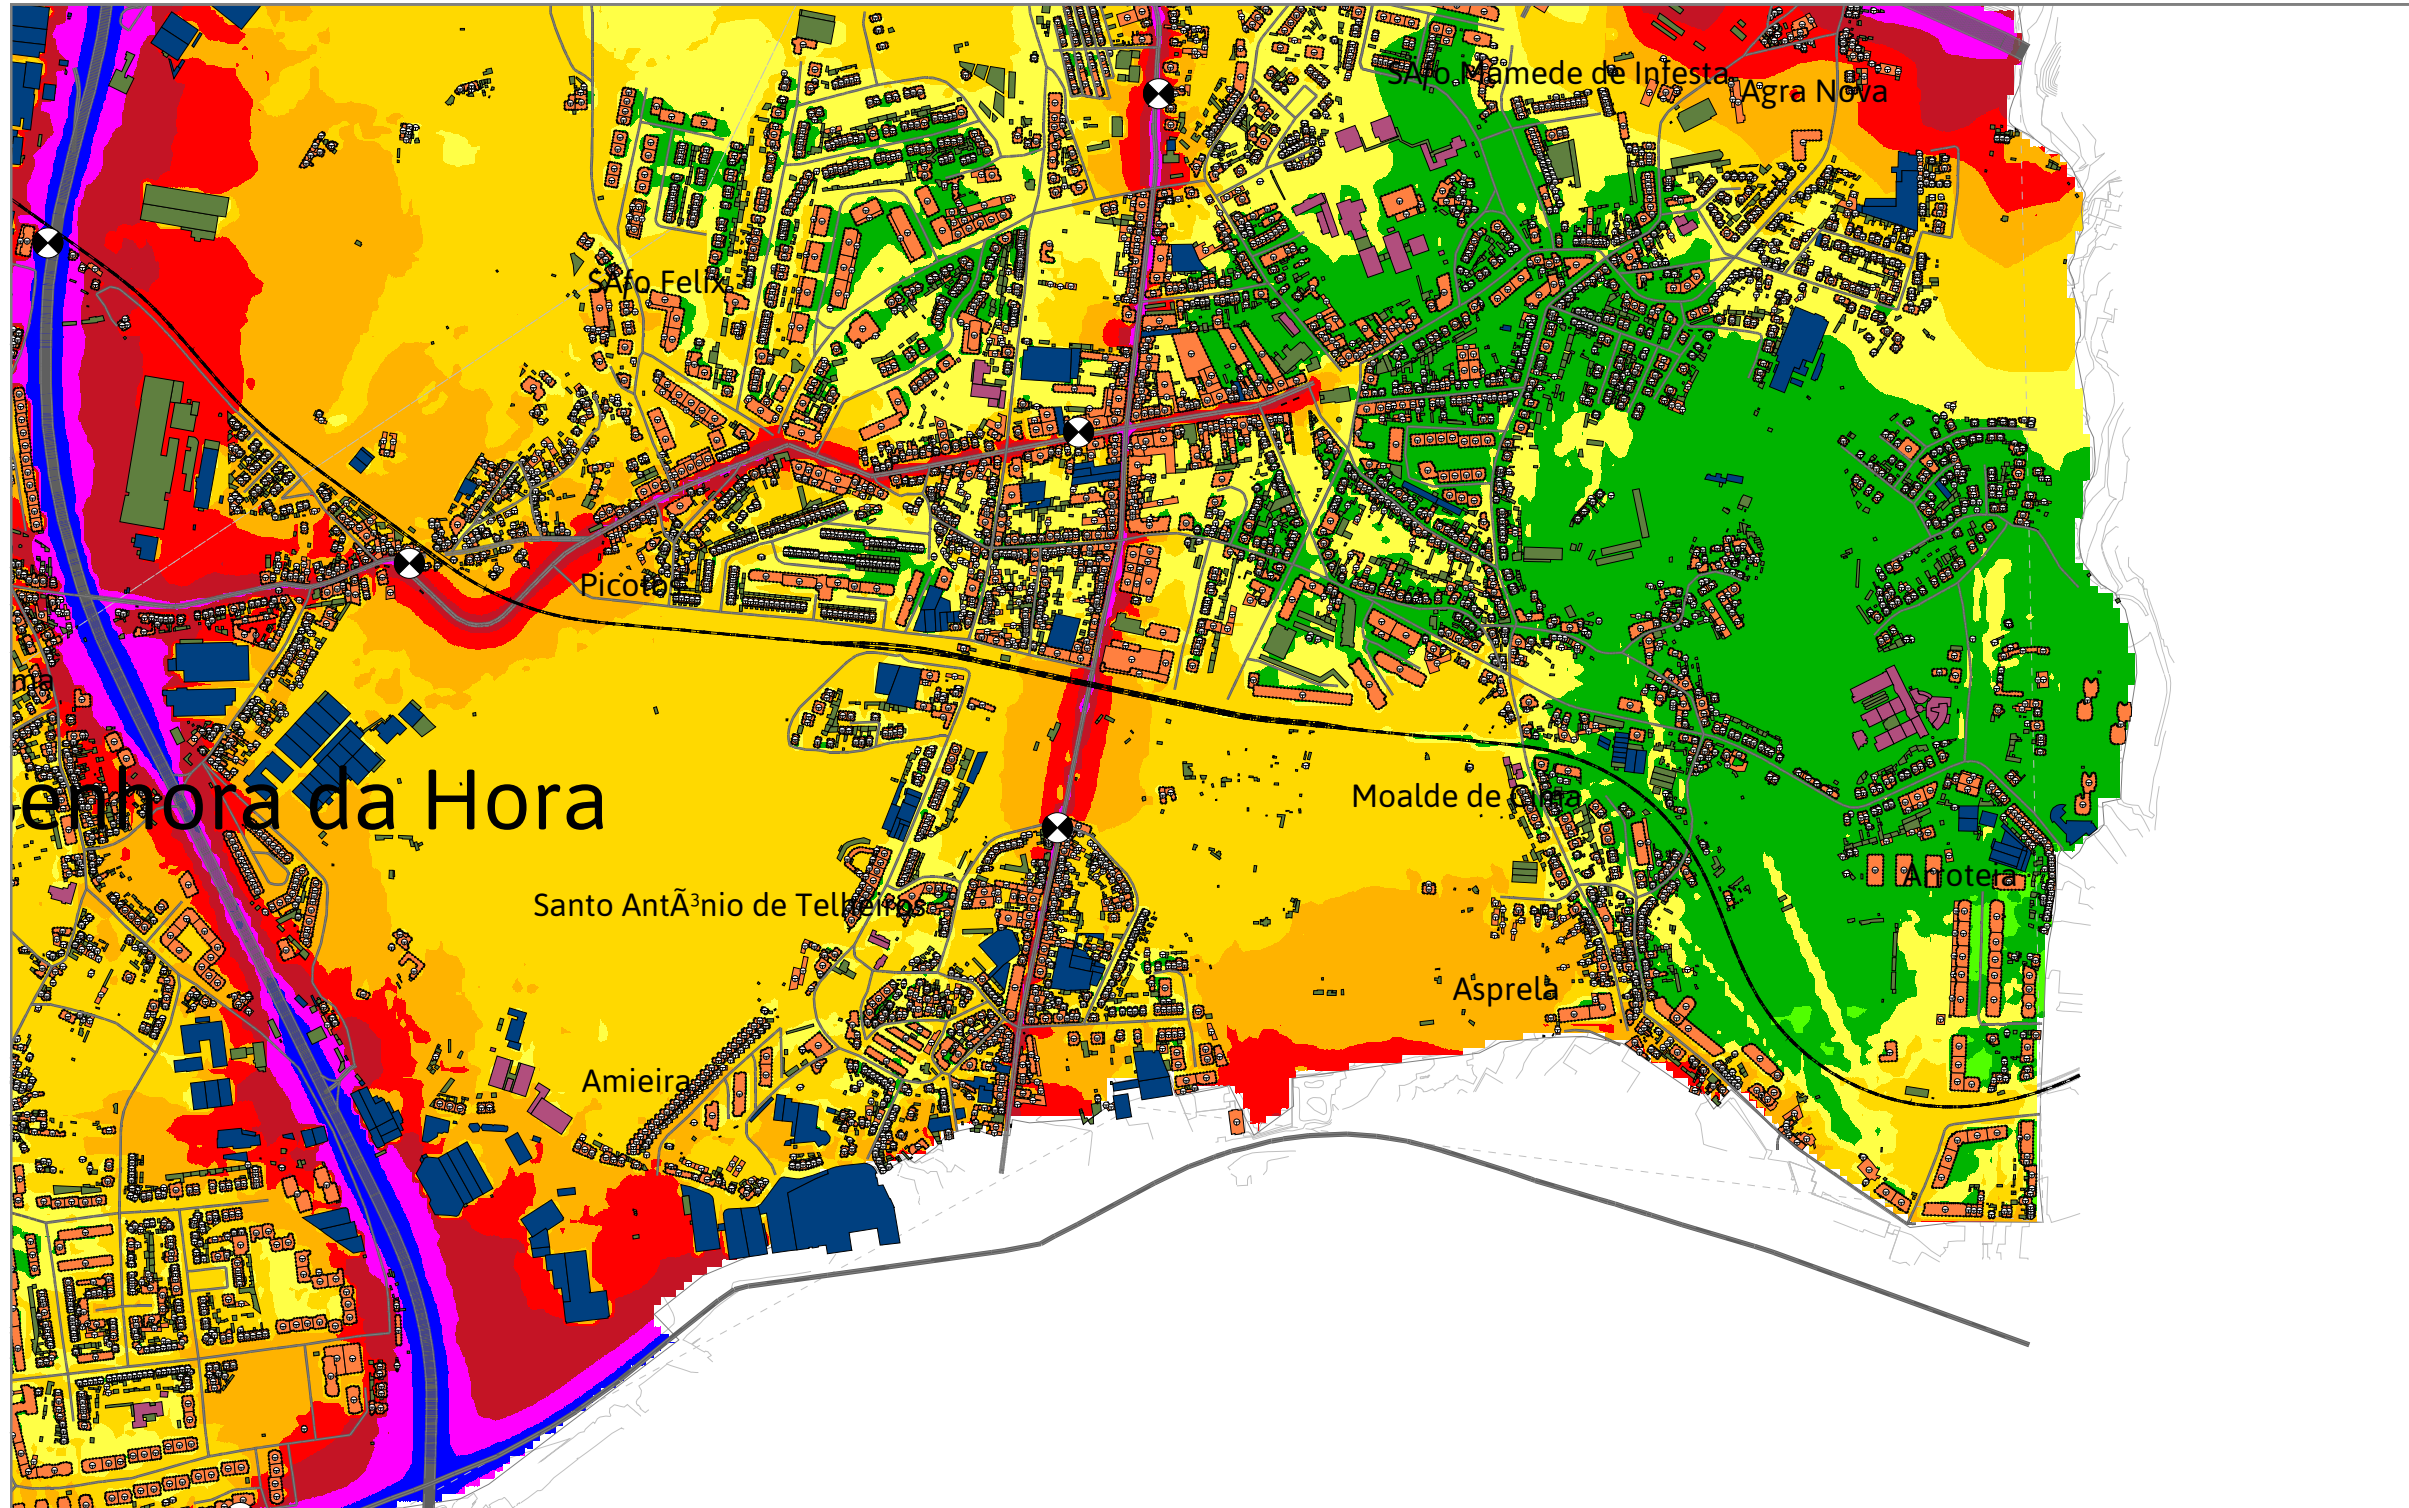 SÃ£o Mamede de Infesta
Agra Nova
SÃ£o Felix
Picoto
ma
enhora da Hora
Moalde de Cima
Santo AntÃ³nio de Telheiros
Arroteia
Asprela
Amieira